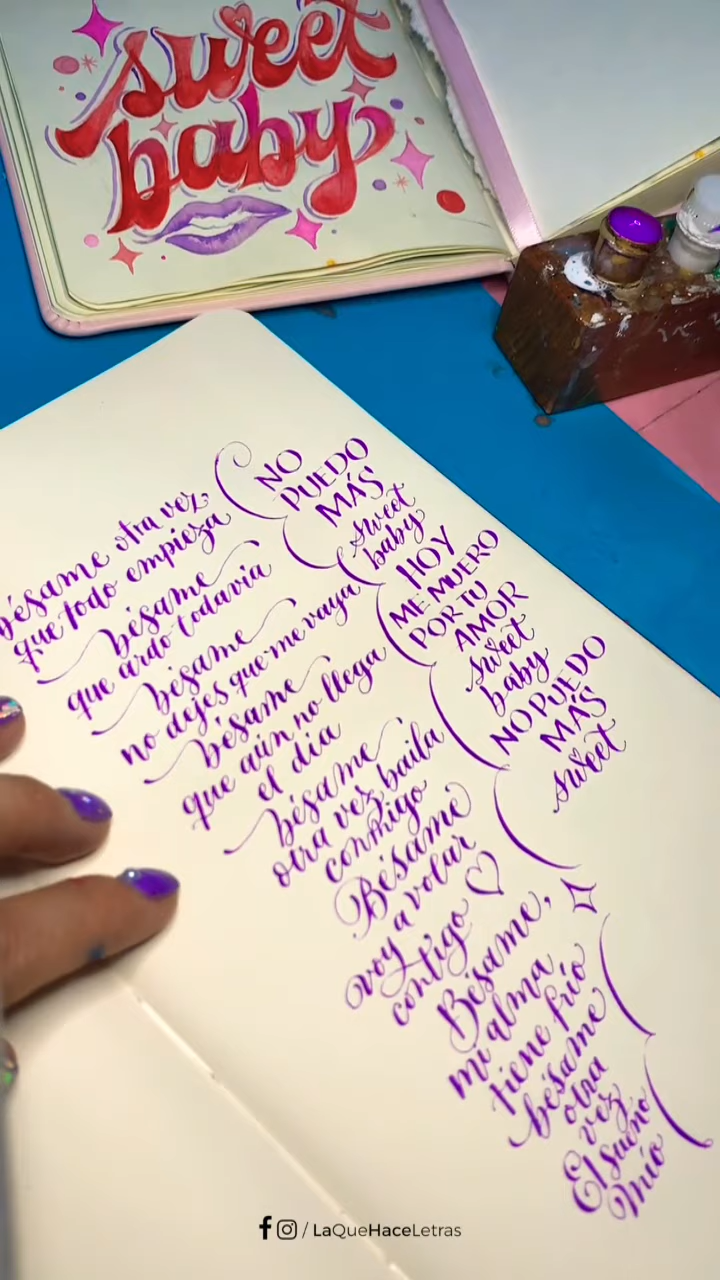 sweet
baby
bésame otra vez
que todo empieza
bésame
que ardo todavia
bésame
no dejes que me vaya
bésame
que aún no llega
el dia
bésame
otra vez baila
conmigo
Bésame
a volar
voy contigo
Bésame,
mi alma
tiene frío
bésame
otra
vez
El sueño
Mío
NO
PUEDO
MÁS
sweet
baby
HOY
ME MUERO
POR TU
AMOR
sweet
baby
NO PUEDO
MÁS
sweet
/ LaQueHaceLetras